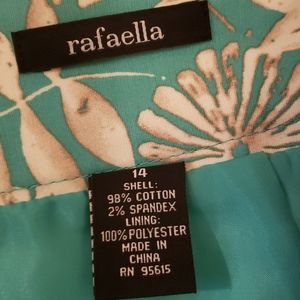 rafaella
14
SHELL:
98% COTTON
2% SPANDEX
LINING:
100% POLYESTER
MADE IN
CHINA
RN 95615